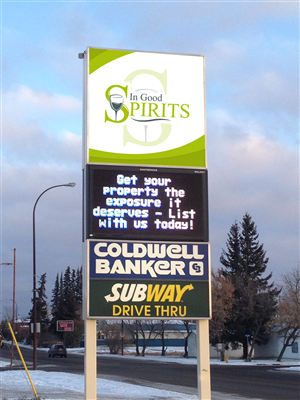 In Good
SPIRITS
Get your
property the
exposure it
deserves - List
with us today!
COLDWELL
BANKER
SUBWAY
DRIVE THRU